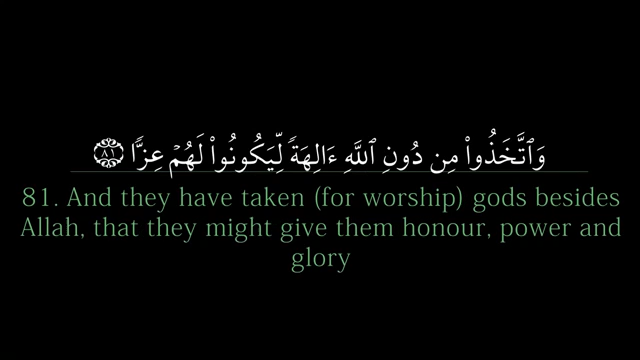 وَٱتَّخَذُوا۟ مِن دُونِ ٱللَّهِ ءَالِهَةً لِّيَكُونُوا۟ لَهُمْ عِزًّا ٨١
81. And they have taken (for worship) gods besides
Allah, that they might give them honour, power and
glory